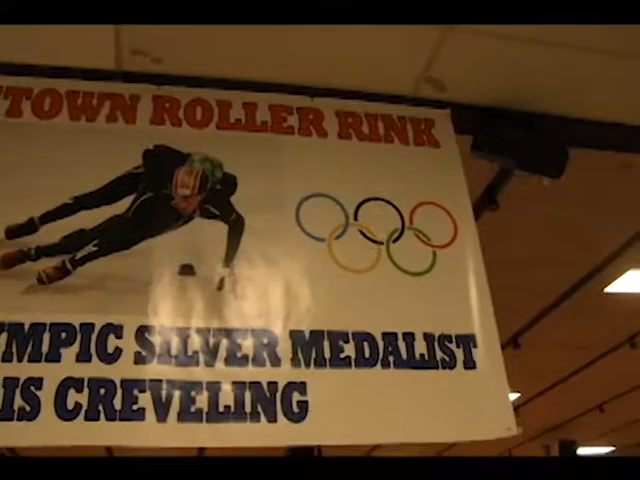 TOWN ROLLER RINK
MPIC SILVER MEDALIST
IS CREVELING